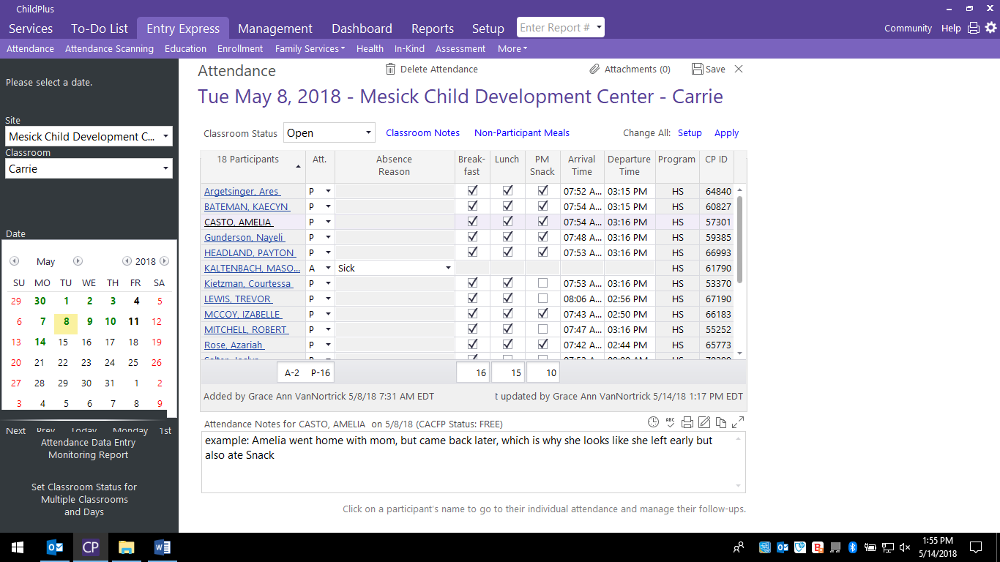 ChildPlus
Services To-Do List Entry Express Management Dashboard Reports Setup Enter Report # Community Help
Attendance Attendance Scanning Education Enrollment Family Services Health In-Kind Assessment More
Please select a date.
Site
Mesick Child Development C...
Classroom
Carrie
Date
May 2018
SU MO TU WE TH FR SA
29 30 1 2 3 4 5
6 7 8 9 10 11 12
13 14 15 16 17 18 19
20 21 22 23 24 25 26
27 28 29 30 31 1 2
3 4 5 6 7 8 9
Next Prev Today Monday 1st
Attendance Data Entry
Monitoring Report
Set Classroom Status for
Multiple Classrooms
and Days
Attendance Delete Attendance Attachments (0) Save
Tue May 8, 2018 - Mesick Child Development Center - Carrie
Classroom Status Open Classroom Notes Non-Participant Meals Change All: Setup Apply
18 Participants Att. Absence Reason Break-fast Lunch PM Snack Arrival Time Departure Time Program CP ID
Argetsinger, Ares P 07:52 A... 03:15 PM HS 64840
BATEMAN, KAECYN P 07:54 A... 03:15 PM HS 60827
CASTO, AMELIA P 07:54 A... 03:16 PM HS 57301
Gunderson, Nayeli P 07:48 A... 03:16 PM HS 59385
HEADLAND, PAYTON P 07:53 A... 03:16 PM HS 66993
KALTENBACH, MASO... A Sick HS 61790
Kietzman, Courtessa P 07:53 A... 03:16 PM HS 53370
LEWIS, TREVOR P 08:06 A... 02:56 PM HS 67190
MCCOY, IZABELLE P 07:43 A... 02:50 PM HS 66183
MITCHELL, ROBERT P 07:47 A... 03:16 PM HS 55252
Rose, Azariah P 07:42 A... 02:44 PM HS 65773
A-2 P-16 16 15 10
Added by Grace Ann VanNortrick 5/8/18 7:31 AM EDT t updated by Grace Ann VanNortrick 5/14/18 1:17 PM EDT
Attendance Notes for CASTO, AMELIA on 5/8/18 (CACFP Status: FREE)
example: Amelia went home with mom, but came back later, which is why she looks like she left early but
also ate Snack
Click on a participant's name to go to their individual attendance and manage their follow-ups.
1:55 PM
5/14/2018